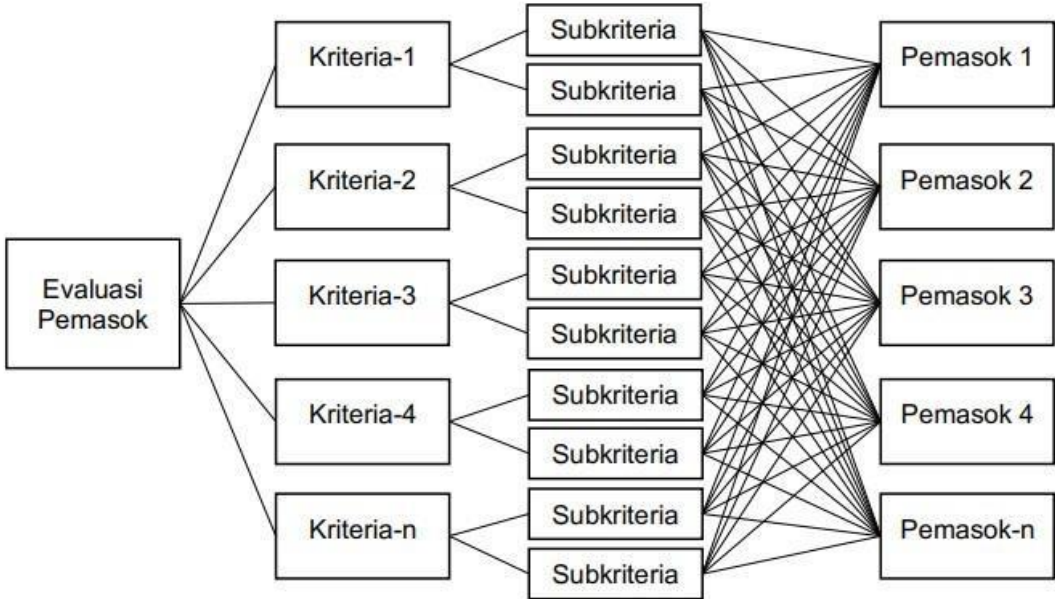 Evaluasi
Pemasok
Kriteria-1
Kriteria-2
Kriteria-3
Kriteria-4
Kriteria-n
Subkriteria
Subkriteria
Subkriteria
Subkriteria
Subkriteria
Subkriteria
Subkriteria
Subkriteria
Subkriteria
Subkriteria
Pemasok 1
Pemasok 2
Pemasok 3
Pemasok 4
Pemasok-n